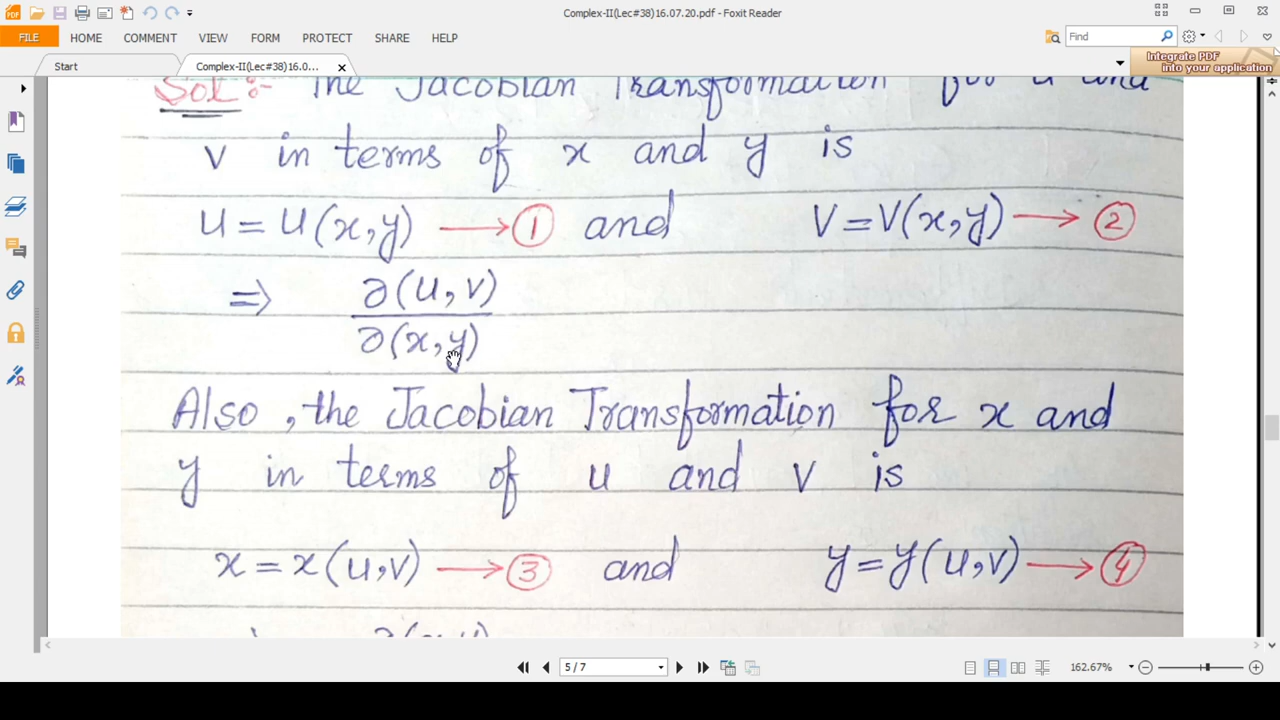 Complex-II(Lec#38)16.07.20.pdf - Foxit Reader
FILE HOME COMMENT VIEW FORM PROTECT SHARE HELP
Find
Integrate PDF
into your application
Start Complex-II(Lec#38)16.0...
Sol:- The Jacobian Transformation for u and
v in terms of x and y is
u = u(x,y) → ① and v = v(x,y) → ②
⇒ ∂(u,v)
∂(x,y)
Also, the Jacobian Transformation for x and
y in terms of u and v is
x = x(u,v) → ③ and y = y(u,v) → ④
5 / 7
162.67%